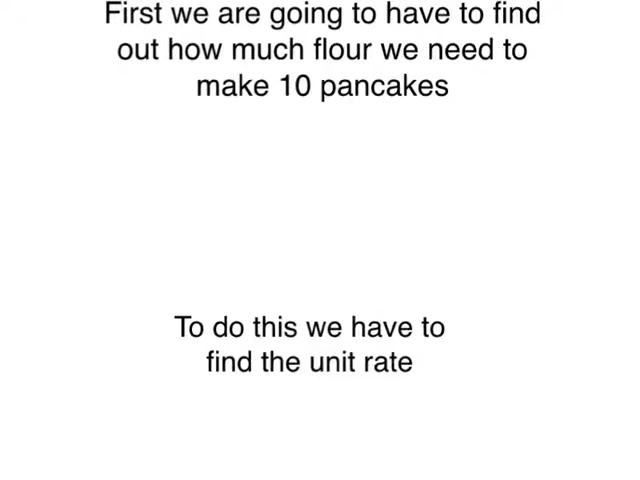 First we are going to have to find
out how much flour we need to
make 10 pancakes
To do this we have to
find the unit rate